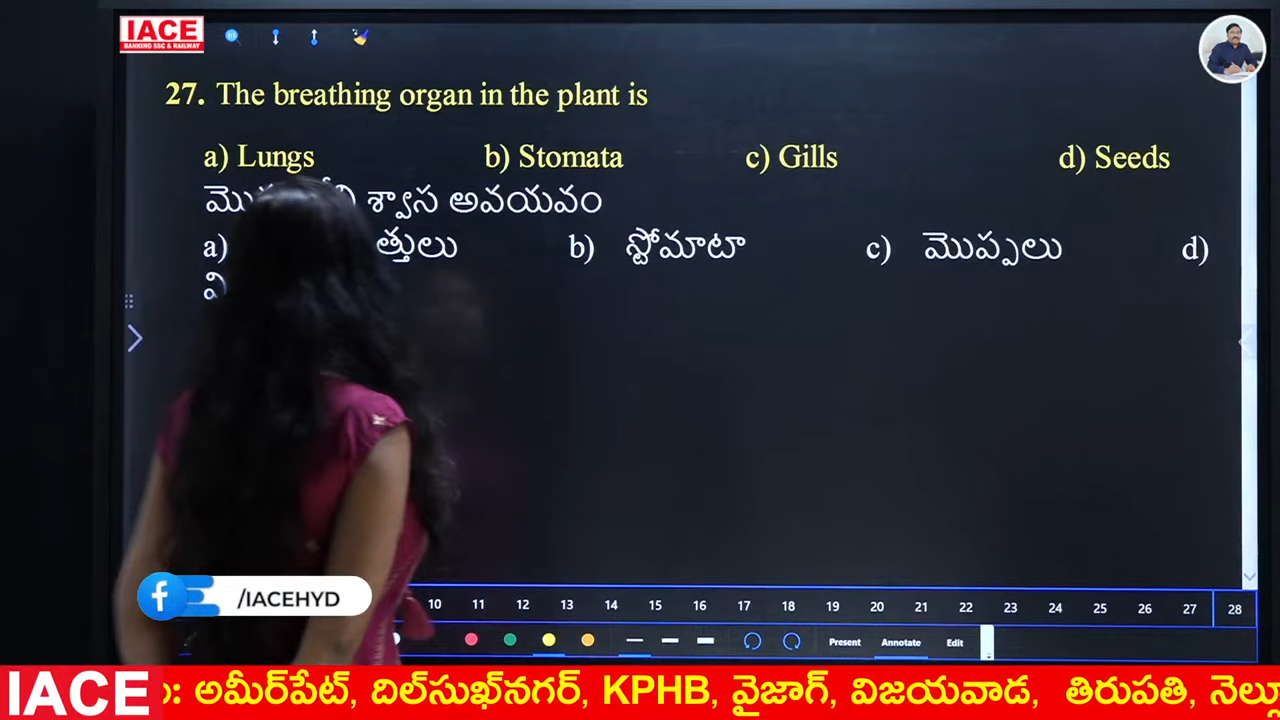 IACE
BANKING SSC & RAILWAY
27. The breathing organ in the plant is
a) Lungs b) Stomata c) Gills d) Seeds
శ్వాస అవయవం
a) b) స్టోమాటా c) మొప్పలు d)
/IACEHYD
10 11 12 13 14 15 16 17 18 19 20 21 22 23 24 25 26 27 28
Present Annotate Edit
IACE : అమీర్‌పేట్, దిల్‌సుఖ్‌నగర్, KPHB, వైజాగ్, విజయవాడ, తిరుపతి,